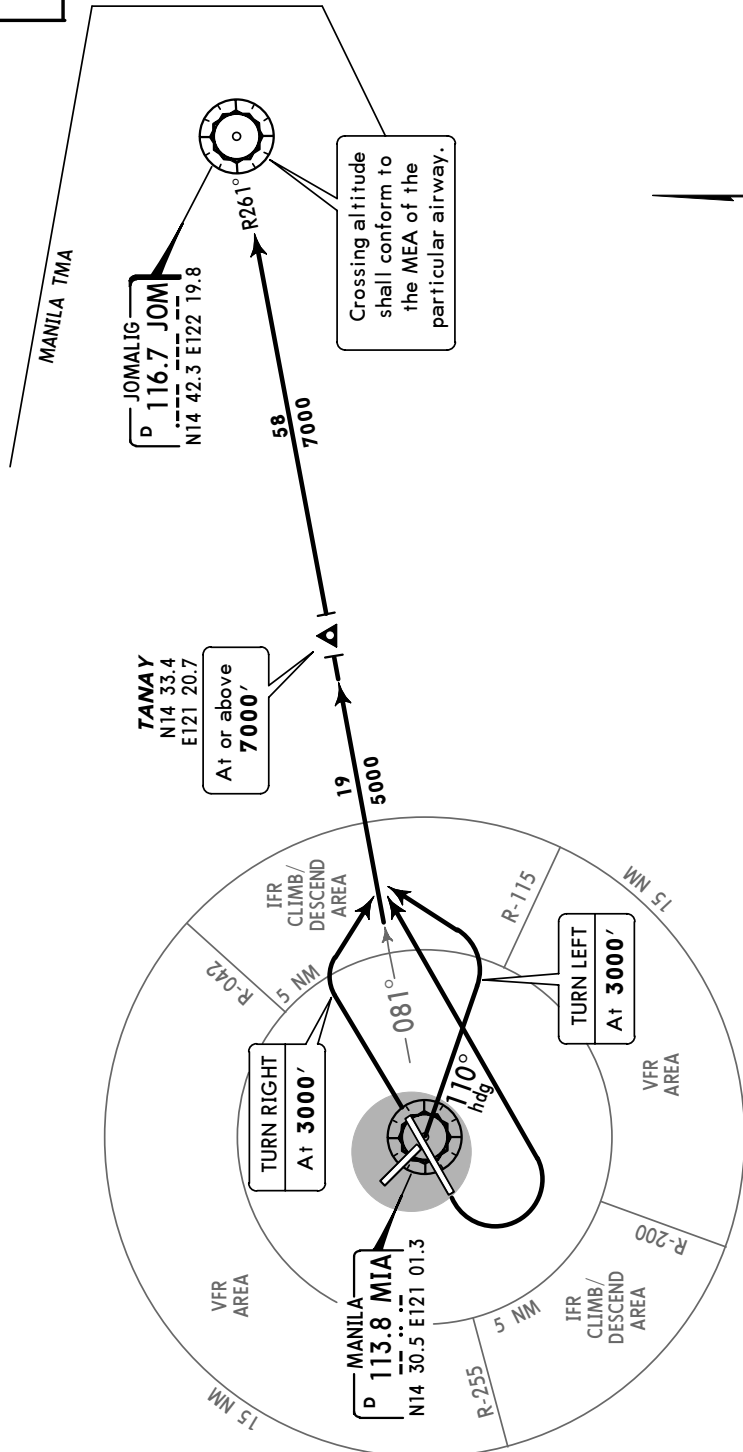 MANILA TMA
JOMALIG
D 116.7 JOM
N14 42.3 E122 19.8
R261°
Crossing altitude
shall conform to
the MEA of the
particular airway.
58
7000
TANAY
N14 33.4
E121 20.7
At or above
7000'
19
5000
IFR
CLIMB/
DESCEND
AREA
R-042
5 NM
R-115
15 NM
TURN RIGHT
At 3000'
081°
110°
hdg
TURN LEFT
At 3000'
VFR
AREA
VFR
AREA
MANILA
D 113.8 MIA
N14 30.5 E121 01.3
R-200
IFR
CLIMB/
DESCEND
AREA
5 NM
R-255
15 NM